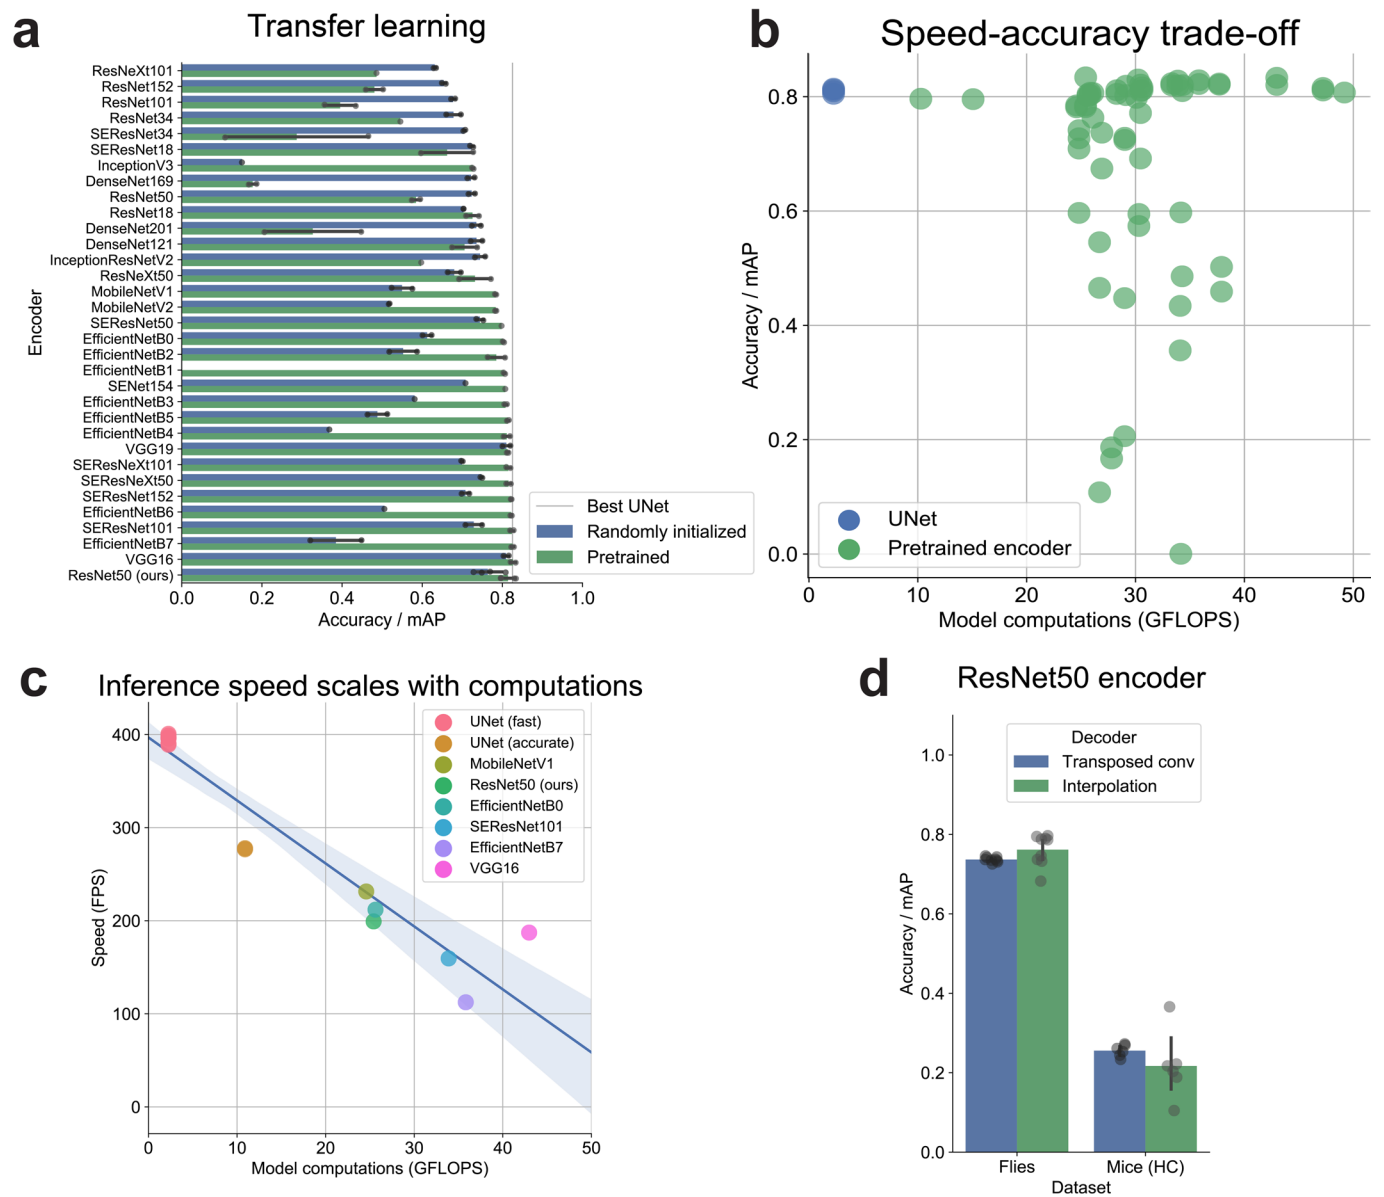 a
Transfer learning
Encoder
ResNeXt101
ResNet152
ResNet101
ResNet34
SEResNet34
SEResNet18
InceptionV3
DenseNet169
ResNet50
ResNet18
DenseNet201
DenseNet121
InceptionResNetV2
ResNeXt50
MobileNetV1
MobileNetV2
SEResNet50
EfficientNetB0
EfficientNetB2
EfficientNetB1
SENet154
EfficientNetB3
EfficientNetB5
EfficientNetB4
VGG19
SEResNeXt101
SEResNeXt50
SEResNet152
EfficientNetB6
SEResNet101
EfficientNetB7
VGG16
ResNet50 (ours)
Best UNet
Randomly initialized
Pretrained
0.0 0.2 0.4 0.6 0.8 1.0
Accuracy / mAP
b
Speed-accuracy trade-off
Accuracy / mAP
0.8
0.6
0.4
0.2
0.0
UNet
Pretrained encoder
0 10 20 30 40 50
Model computations (GFLOPS)
c
Inference speed scales with computations
Speed (FPS)
400
300
200
100
0
UNet (fast)
UNet (accurate)
MobileNetV1
ResNet50 (ours)
EfficientNetB0
SEResNet101
EfficientNetB7
VGG16
0 10 20 30 40 50
Model computations (GFLOPS)
d
ResNet50 encoder
Accuracy / mAP
1.0
0.8
0.6
0.4
0.2
0.0
Decoder
Transposed conv
Interpolation
Flies Mice (HC)
Dataset